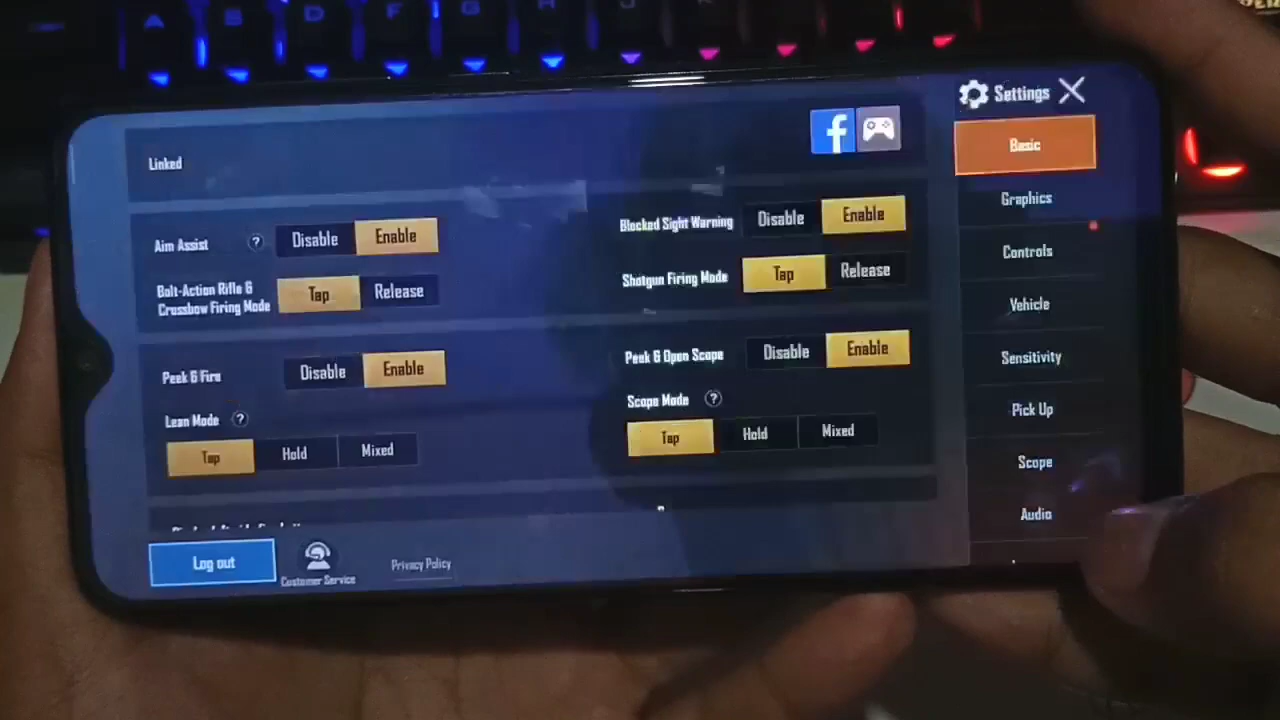 A S D F G H J
Settings
Linked
Basic
Graphics
Controls
Vehicle
Sensitivity
Pick Up
Scope
Audio
Aim Assist ? Disable Enable
Blocked Sight Warning Disable Enable
Bolt-Action Rifle &
Crossbow Firing Mode Tap Release
Shotgun Firing Mode Tap Release
Peek & Fire Disable Enable
Peek & Open Scope Disable Enable
Lean Mode ?
Tap Hold Mixed
Scope Mode ?
Tap Hold Mixed
Log out
Customer Service
Privacy Policy